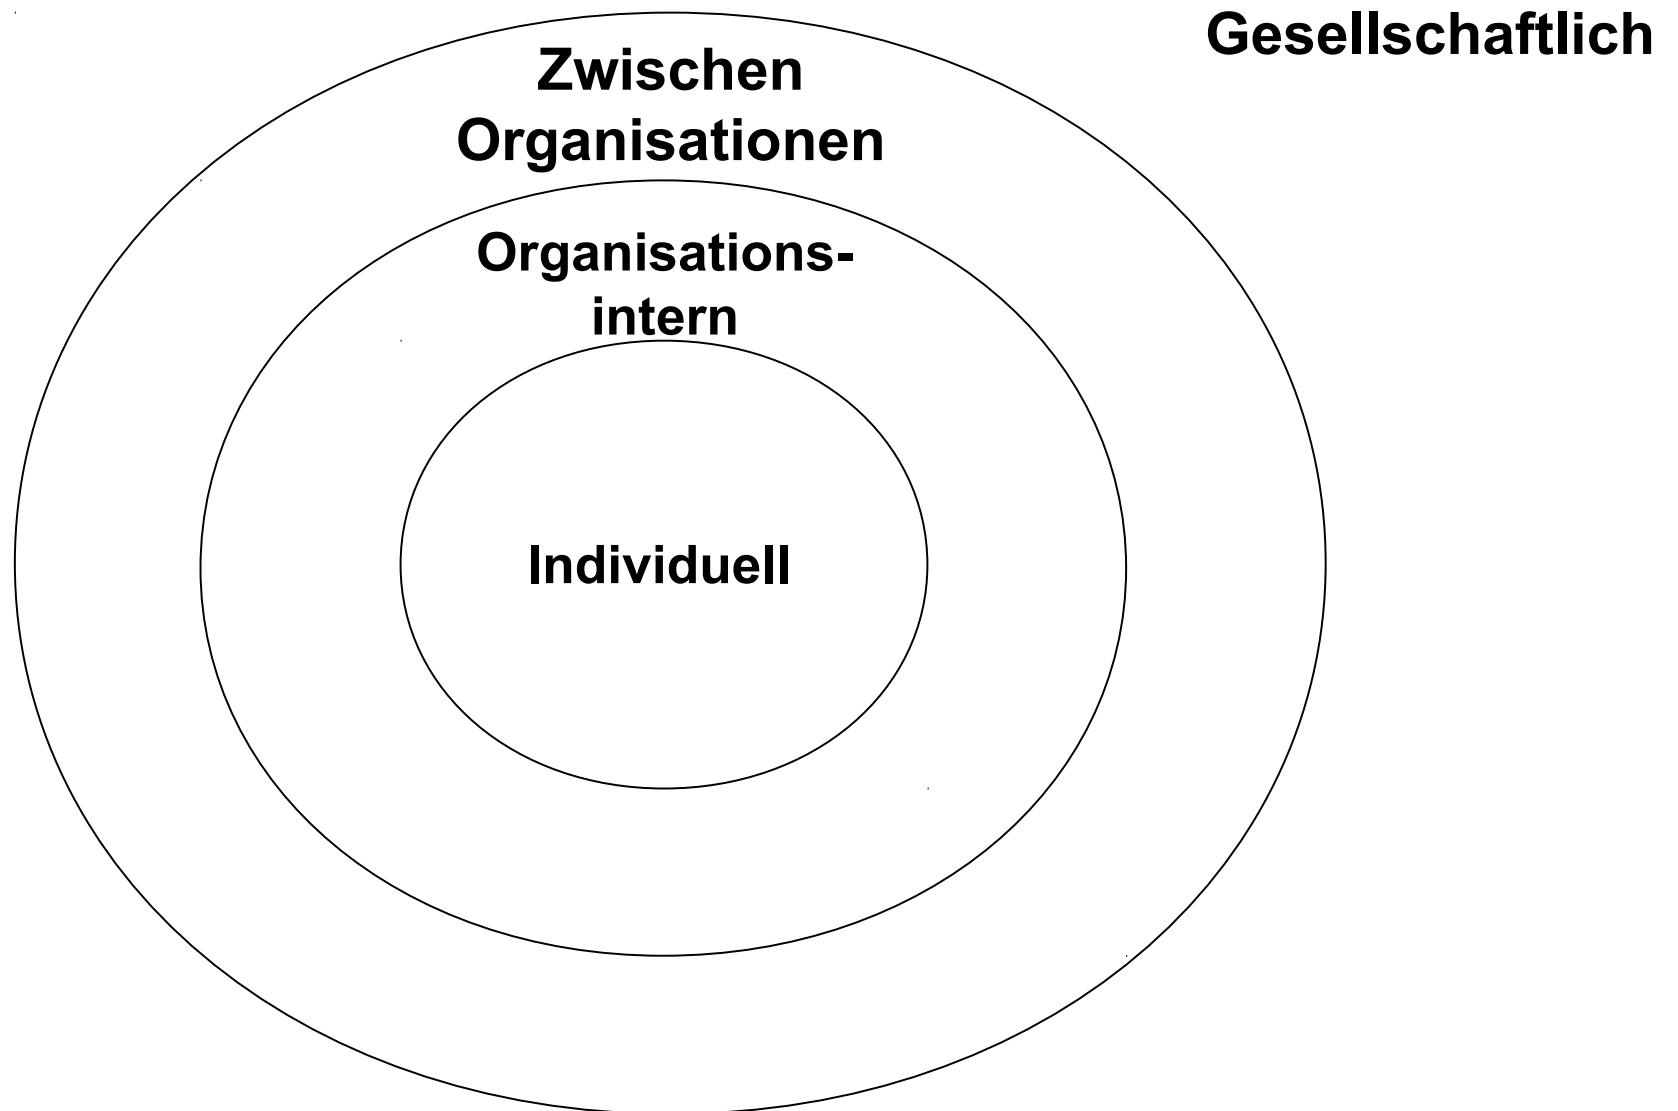 Gesellschaftlich
Zwischen
Organisationen
Organisations-
intern
Individuell